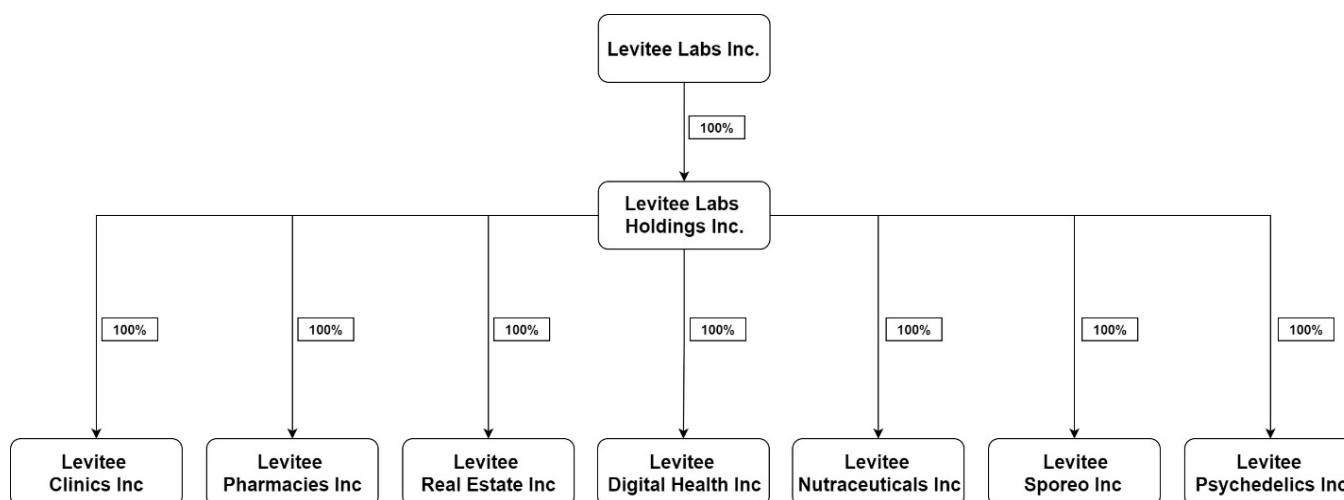 Levitee Labs Inc.
100%
Levitee Labs
Holdings Inc.
100%
100%
100%
100%
100%
100%
100%
Levitee
Clinics Inc
Levitee
Pharmacies Inc
Levitee
Real Estate Inc
Levitee
Digital Health Inc
Levitee
Nutraceuticals Inc
Levitee
Sporeo Inc
Levitee
Psychedelics Inc